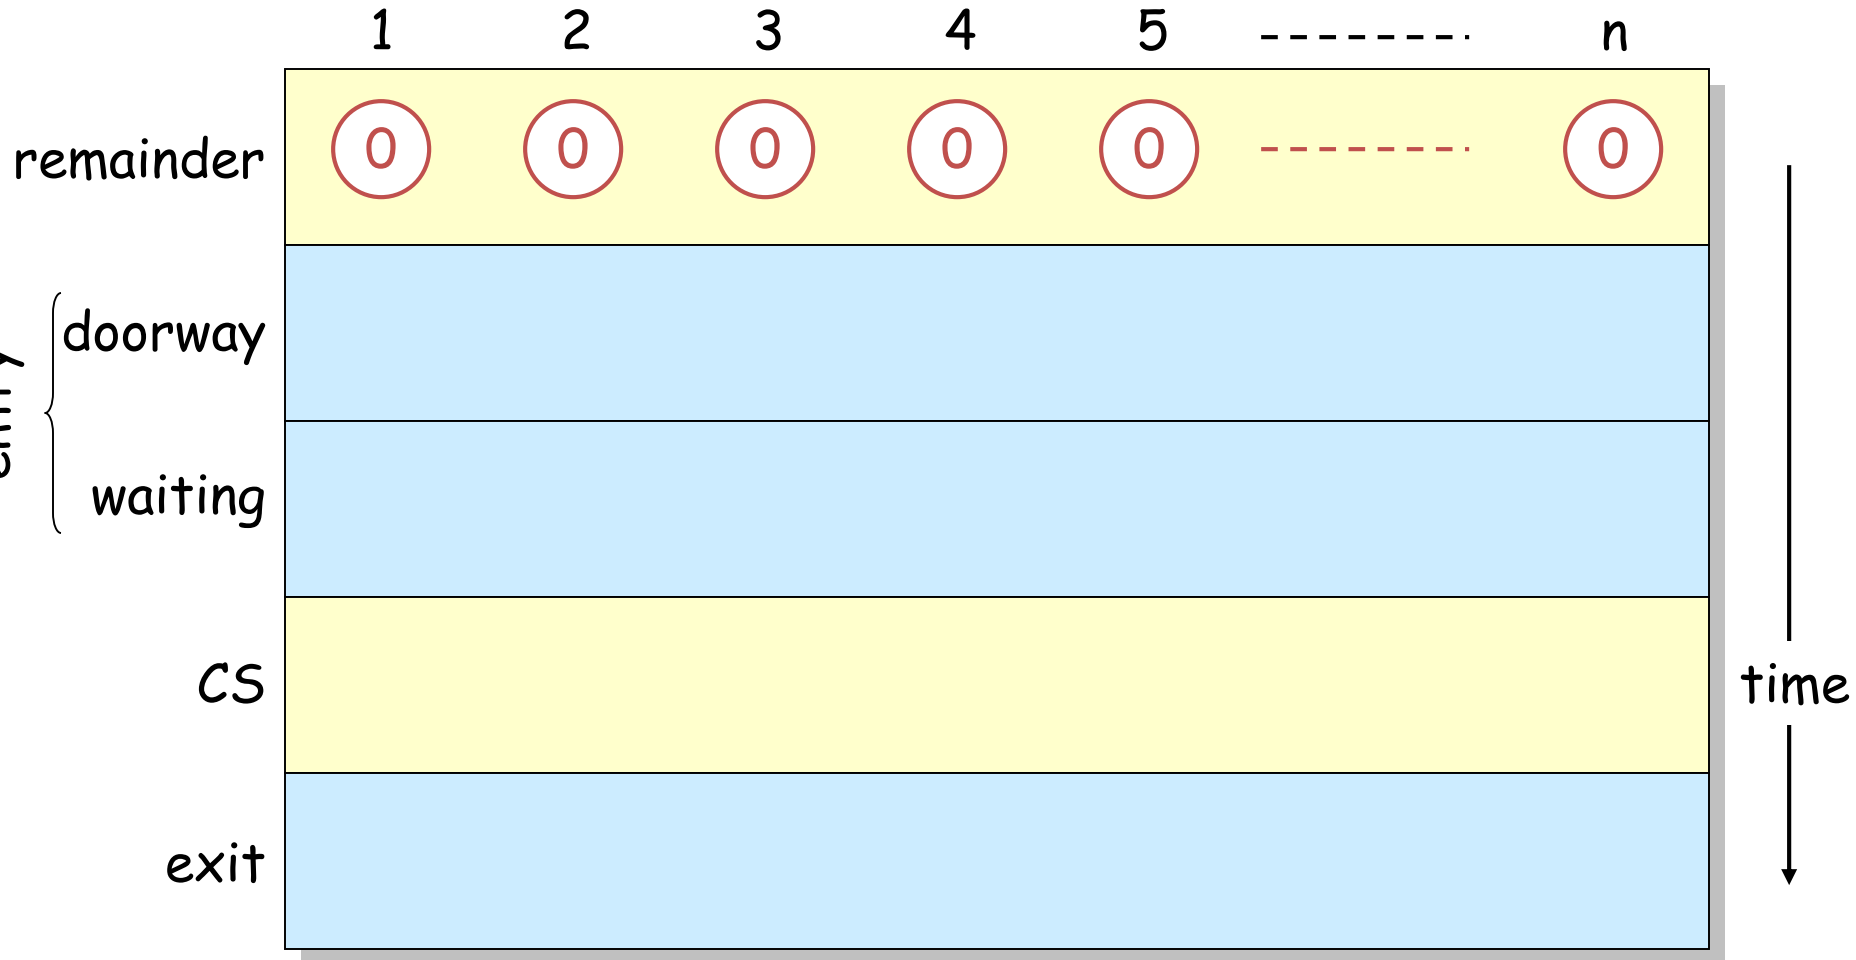 1 2 3 4 5 n
remainder 0 0 0 0 0 0
doorway
waiting
CS
time
exit